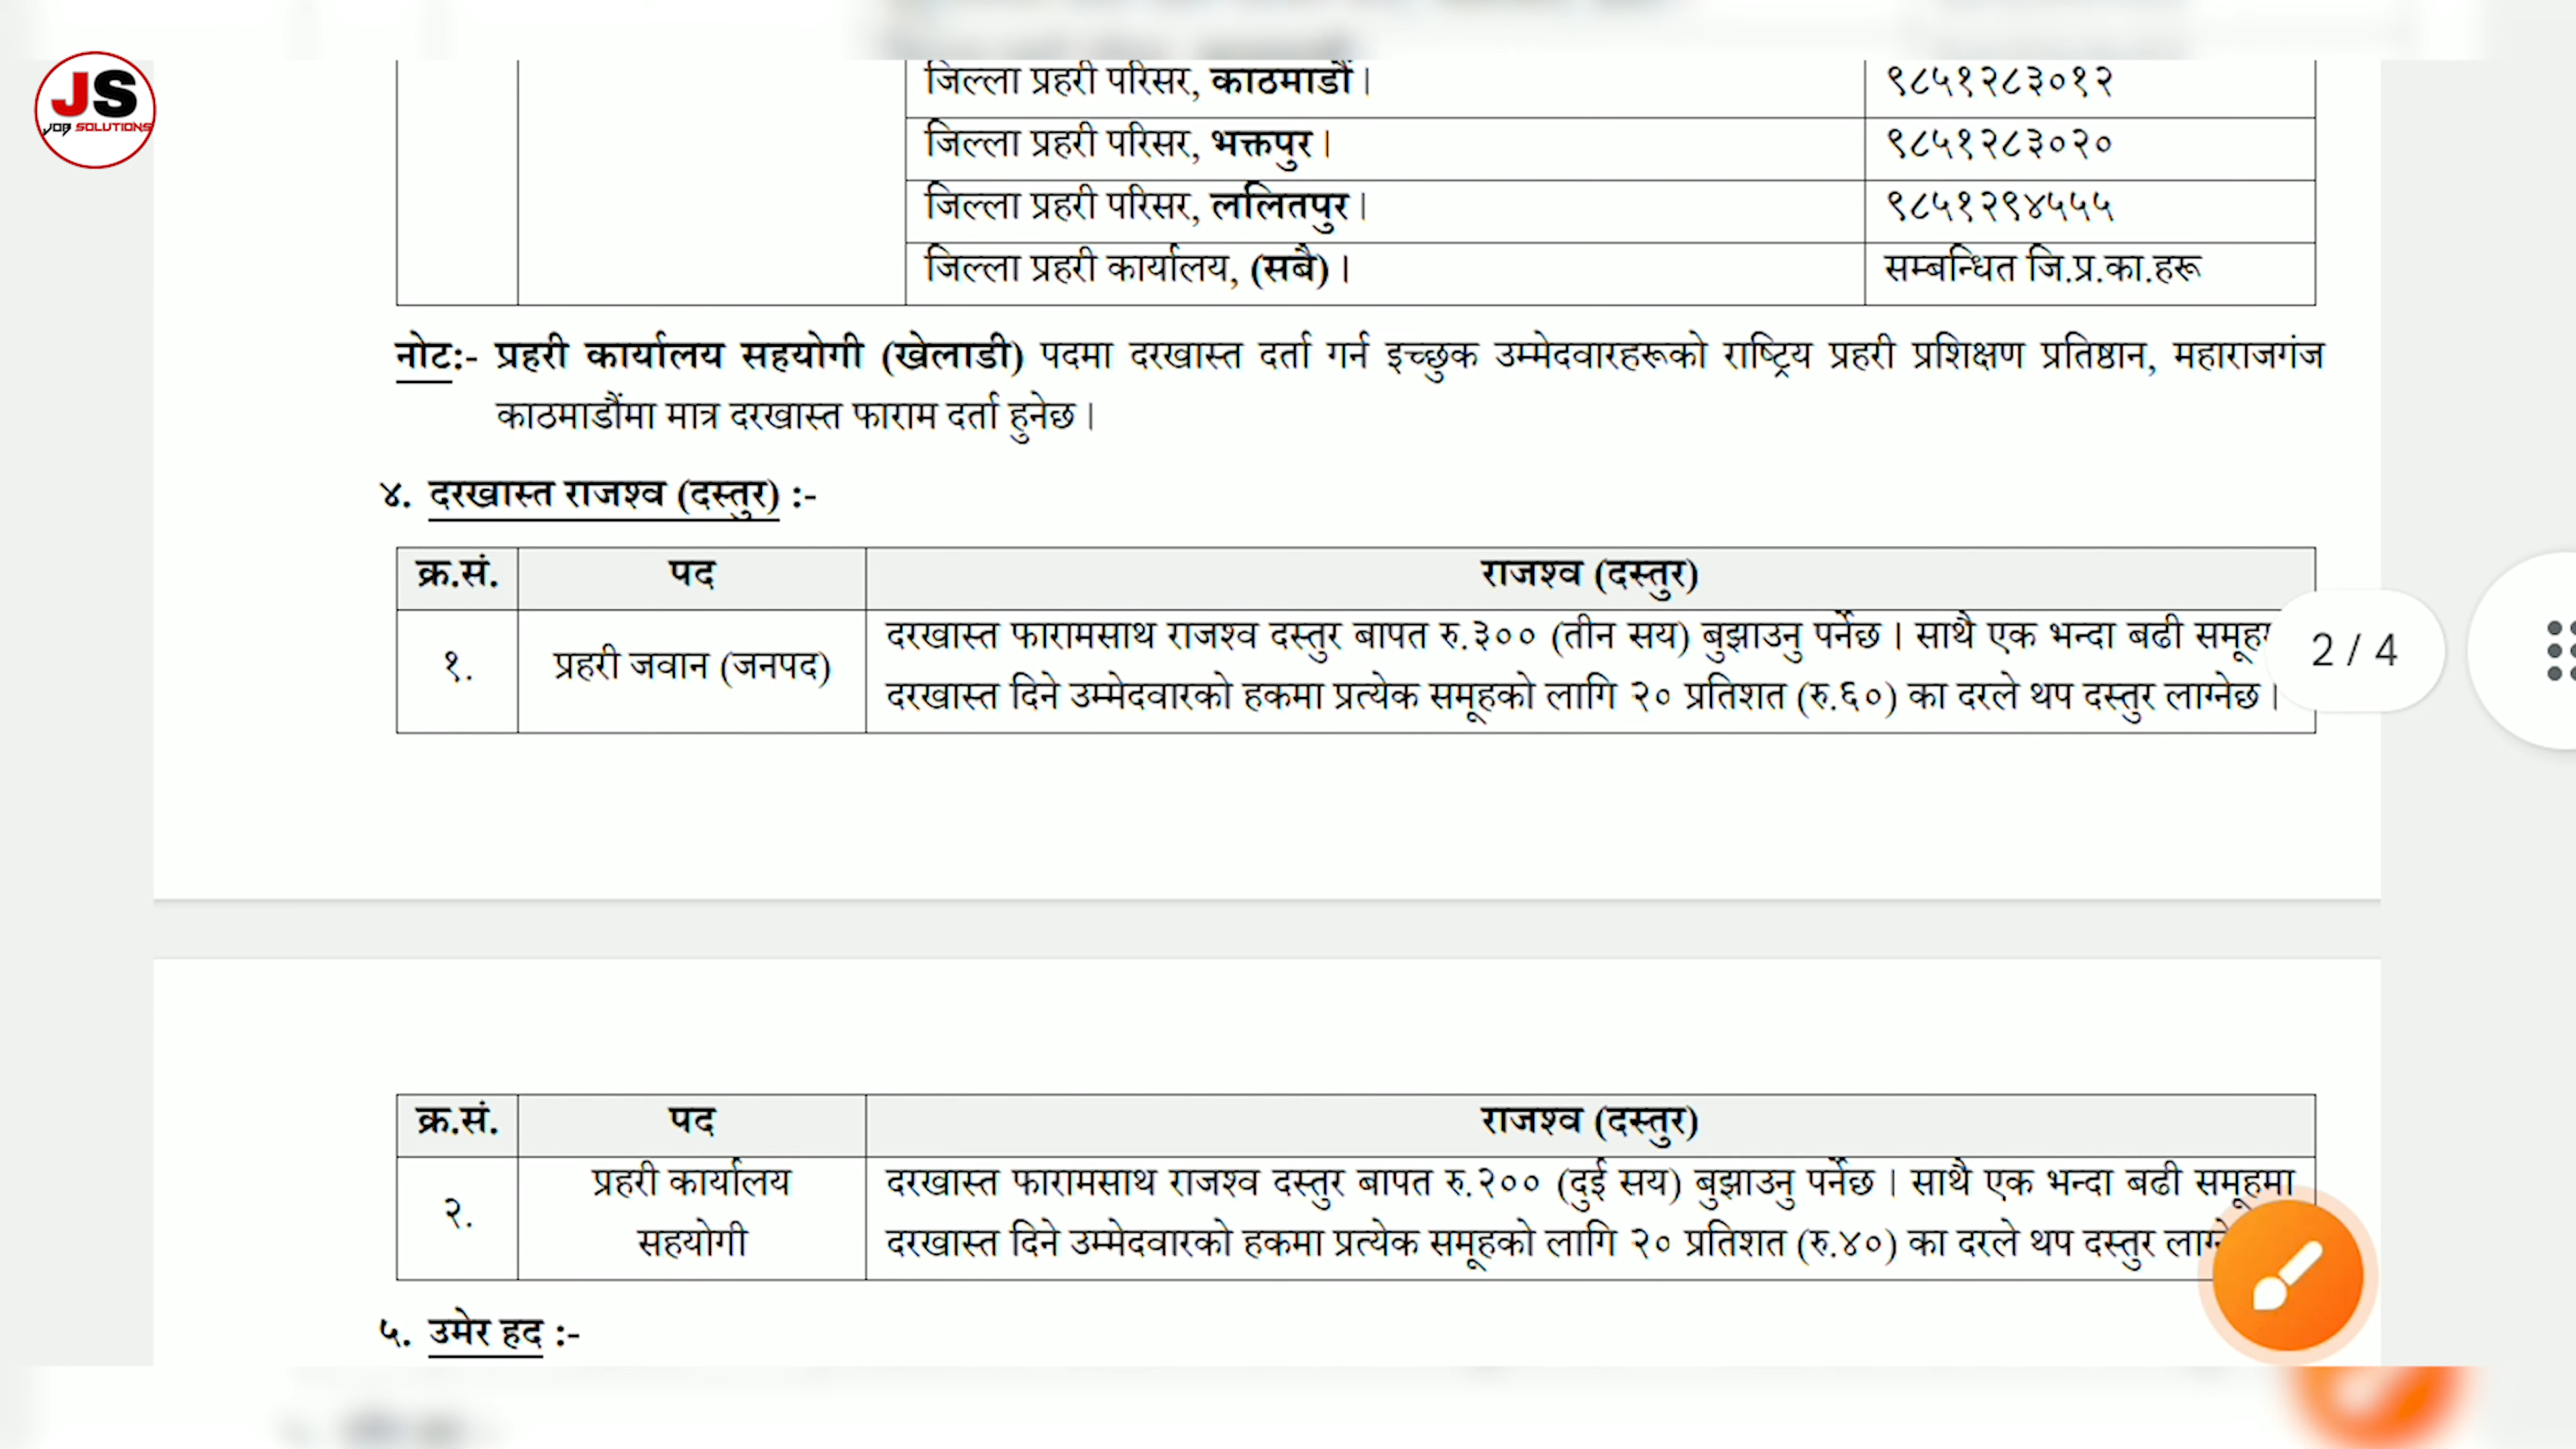 JS
JOB SOLUTIONS
जिल्ला प्रहरी परिसर, काठमाडौं। ९८५१२८३०१२
जिल्ला प्रहरी परिसर, भक्तपुर। ९८५१२८३०२०
जिल्ला प्रहरी परिसर, ललितपुर। ९८५१२९४५५५
जिल्ला प्रहरी कार्यालय, (सबै)। सम्बन्धित जि.प्र.का.हरू
नोट:- प्रहरी कार्यालय सहयोगी (खेलाडी) पदमा दरखास्त दर्ता गर्न इच्छुक उम्मेदवारहरूको राष्ट्रिय प्रहरी प्रशिक्षण प्रतिष्ठान, महाराजगंज
काठमाडौंमा मात्र दरखास्त फाराम दर्ता हुनेछ।
४. दरखास्त राजश्व (दस्तुर) :-
क्र.सं. पद राजश्व (दस्तुर)
१. प्रहरी जवान (जनपद) दरखास्त फारामसाथ राजश्व दस्तुर बापत रु.३०० (तीन सय) बुझाउनु पर्नेछ। साथै एक भन्दा बढी
दरखास्त दिने उम्मेदवारको हकमा प्रत्येक समूहको लागि २० प्रतिशत (रु.६०) का दरले थप दस्तुर लाग्नेछ।
2 / 4
क्र.सं. पद राजश्व (दस्तुर)
२. प्रहरी कार्यालय
सहयोगी
दरखास्त फारामसाथ राजश्व दस्तुर बापत रु.२०० (दुई सय) बुझाउनु पर्नेछ। साथै एक भन्दा बढी समूहमा
दरखास्त दिने उम्मेदवारको हकमा प्रत्येक समूहको लागि २० प्रतिशत (रु.४०) का दरले थप दस्तुर
५. उमेर हद :-